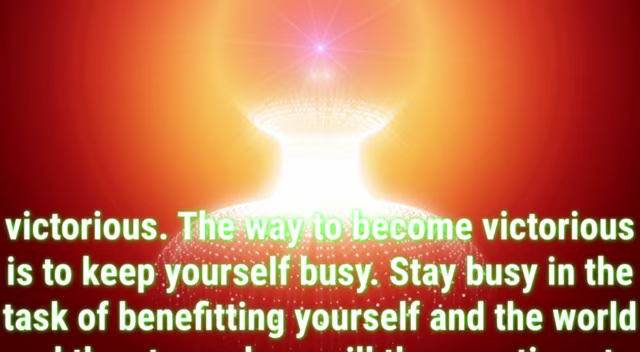 victorious. The way to become victorious
is to keep yourself busy. Stay busy in the
task of benefitting yourself and the world